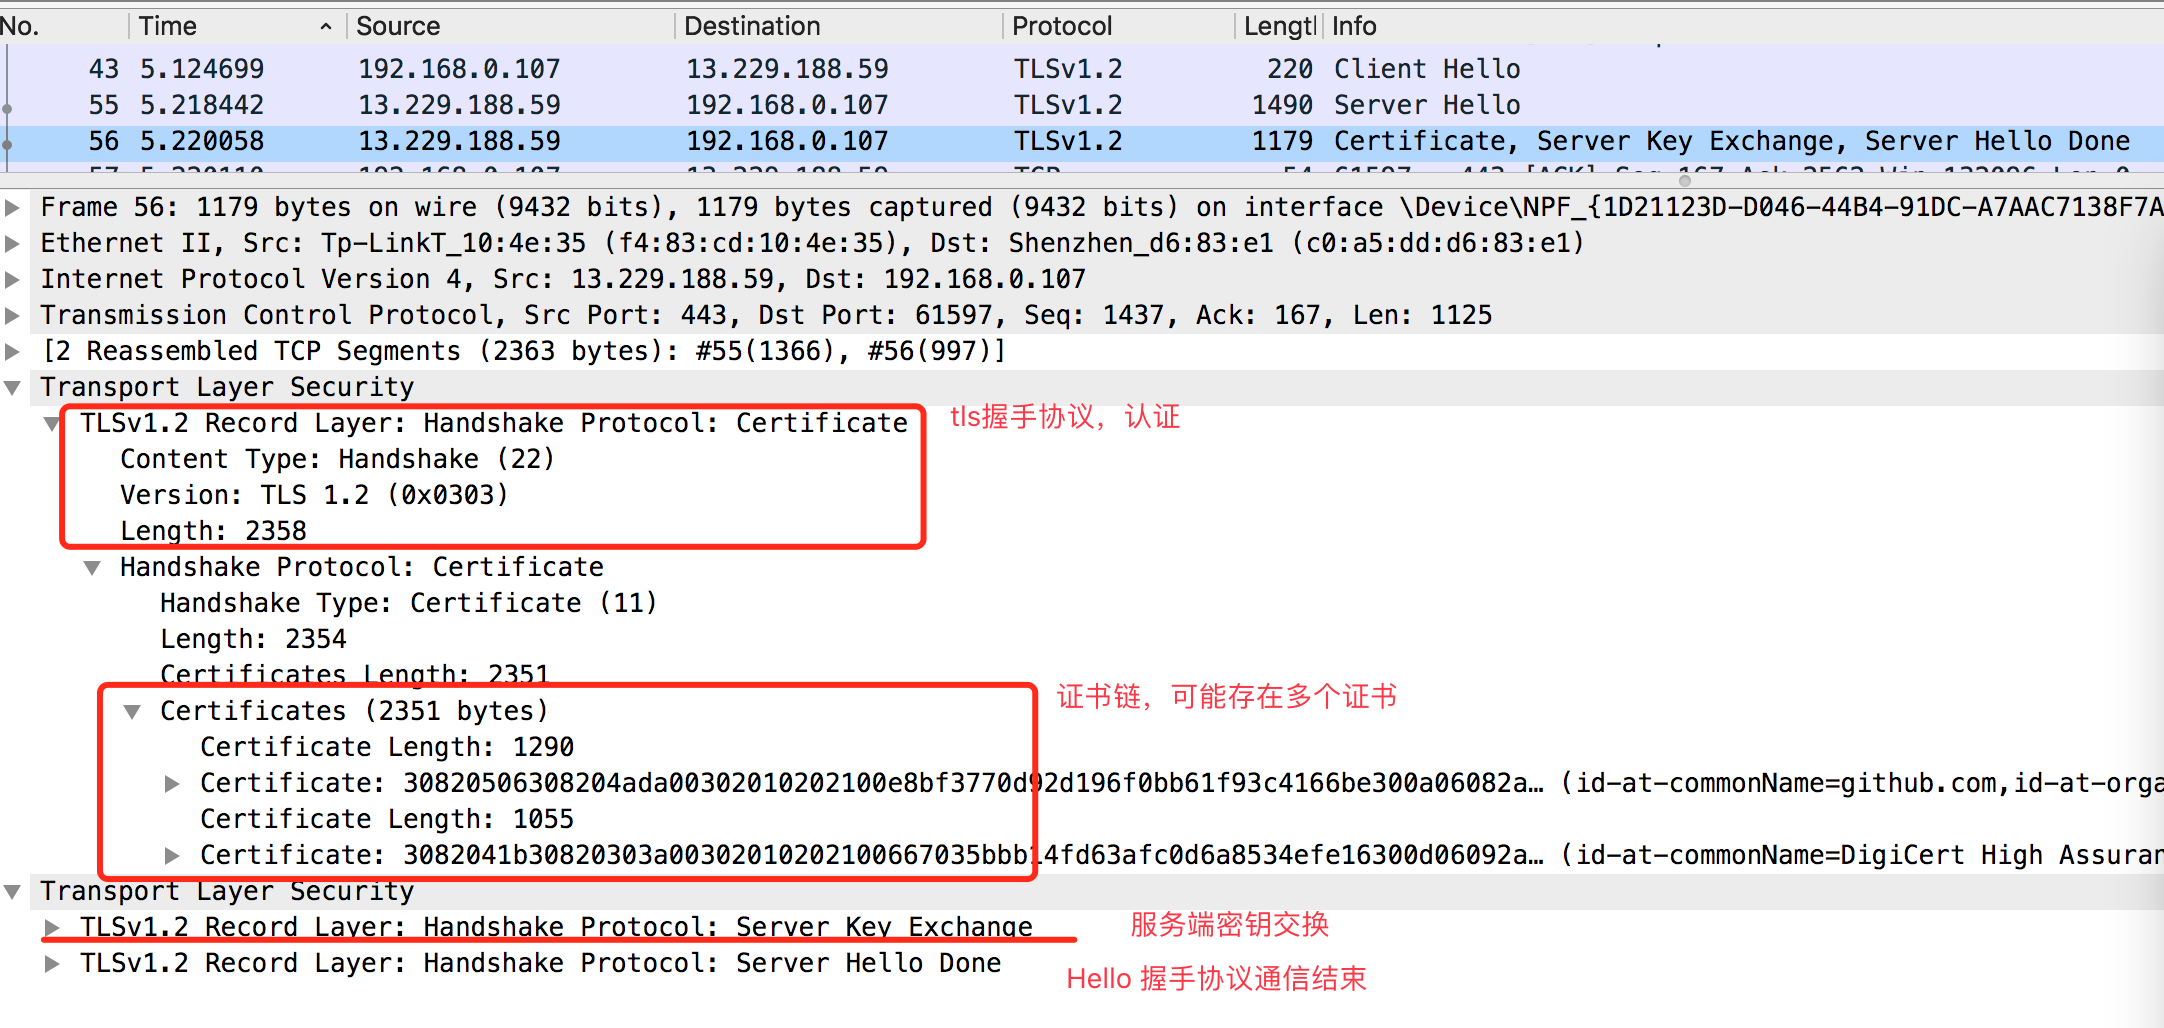 No. Time Source Destination Protocol Lengtl Info
43 5.124699 192.168.0.107 13.229.188.59 TLSv1.2 220 Client Hello
55 5.218442 13.229.188.59 192.168.0.107 TLSv1.2 1490 Server Hello
56 5.220058 13.229.188.59 192.168.0.107 TLSv1.2 1179 Certificate, Server Key Exchange, Server Hello Done
Frame 56: 1179 bytes on wire (9432 bits), 1179 bytes captured (9432 bits) on interface \Device\NPF_{1D21123D-D046-44B4-91DC-A7AAC7138F7A
Ethernet II, Src: Tp-LinkT_10:4e:35 (f4:83:cd:10:4e:35), Dst: Shenzhen_d6:83:e1 (c0:a5:dd:d6:83:e1)
Internet Protocol Version 4, Src: 13.229.188.59, Dst: 192.168.0.107
Transmission Control Protocol, Src Port: 443, Dst Port: 61597, Seq: 1437, Ack: 167, Len: 1125
[2 Reassembled TCP Segments (2363 bytes): #55(1366), #56(997)]
Transport Layer Security
TLSv1.2 Record Layer: Handshake Protocol: Certificate tls握手协议，认证
Content Type: Handshake (22)
Version: TLS 1.2 (0x0303)
Length: 2358
Handshake Protocol: Certificate
Handshake Type: Certificate (11)
Length: 2354
Certificates Length: 2351
证书链，可能存在多个证书
Certificates (2351 bytes)
Certificate Length: 1290
Certificate: 30820506308204ada00302010202100e8bf3770d92d196f0bb61f93c4166be300a06082a… (id-at-commonName=github.com,id-at-orga
Certificate Length: 1055
Certificate: 3082041b30820303a00302010202100667035bbb14fd63afc0d6a8534efe16300d06092a… (id-at-commonName=DigiCert High Assuran
Transport Layer Security
TLSv1.2 Record Layer: Handshake Protocol: Server Key Exchange 服务端密钥交换
TLSv1.2 Record Layer: Handshake Protocol: Server Hello Done
Hello 握手协议通信结束